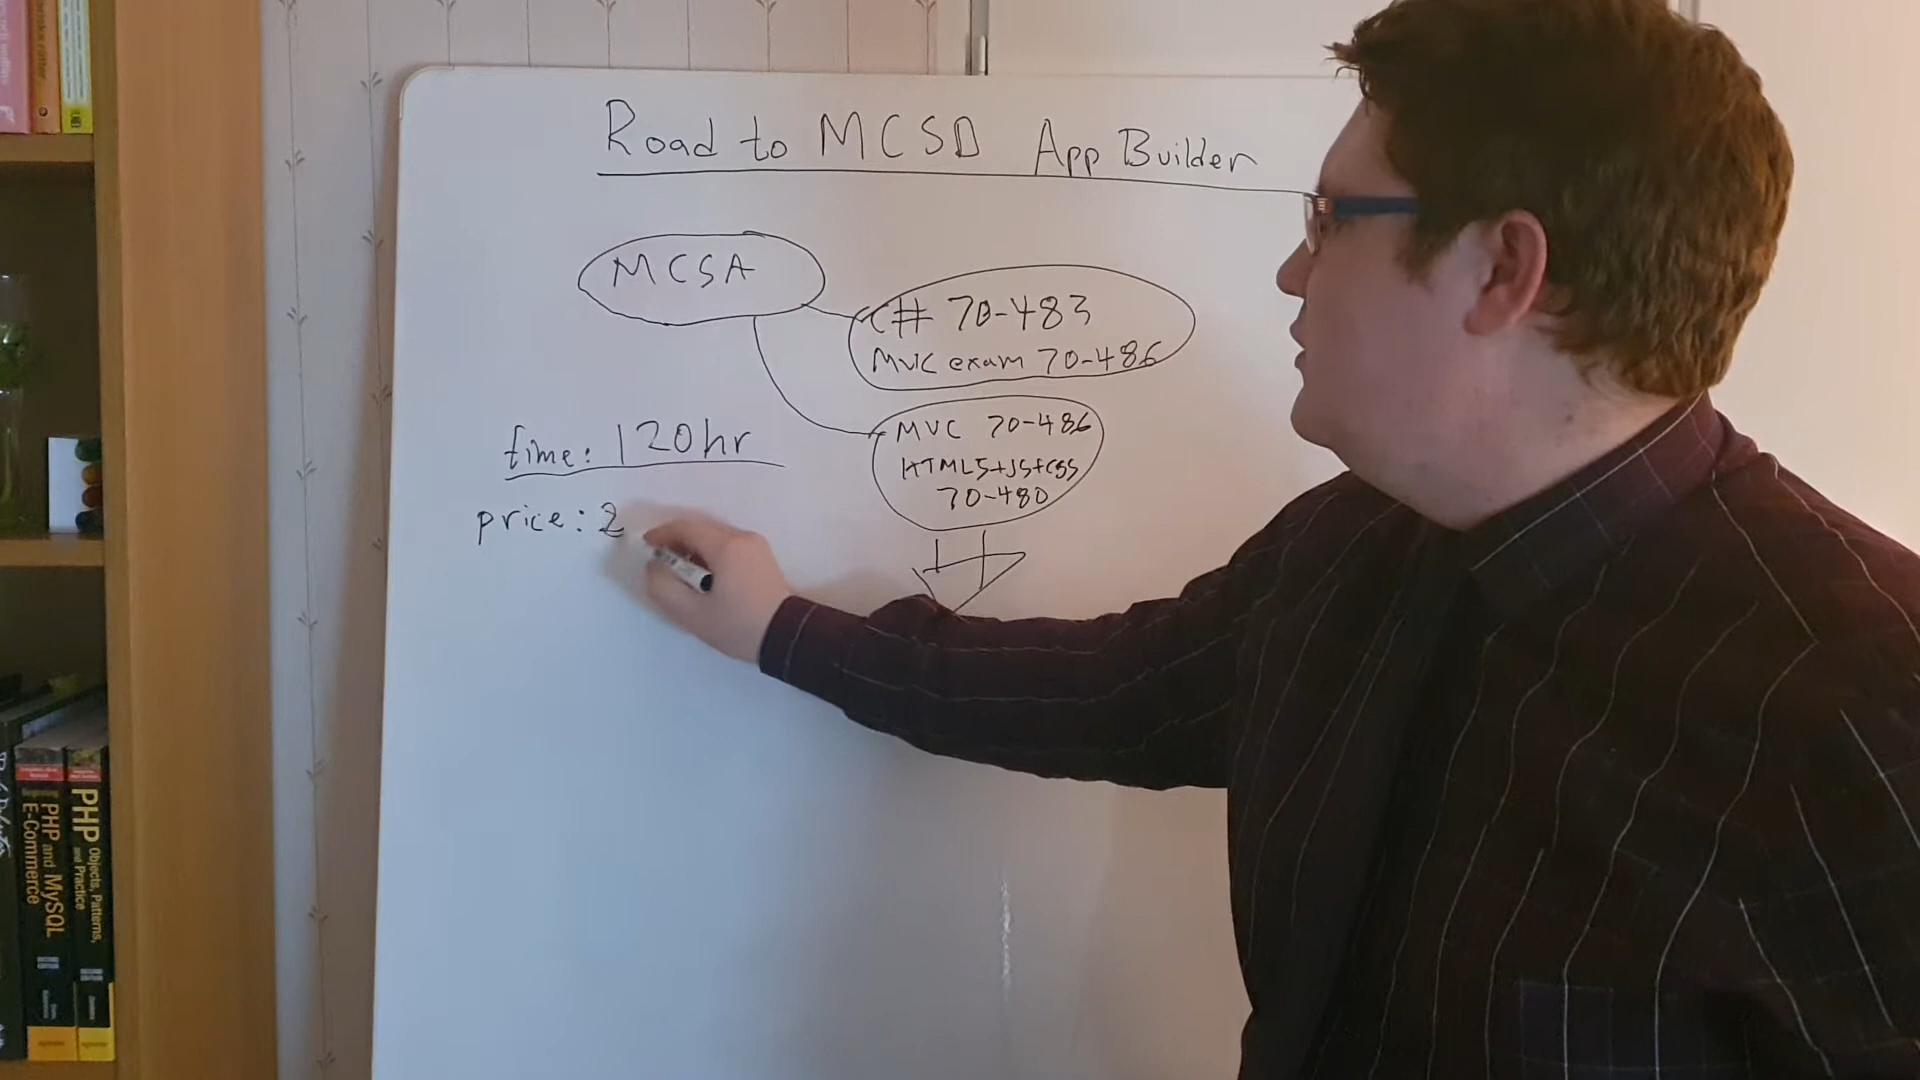 Road to MCSD App Builder
MCSA
C# 70-483
MVC exam 70-486
MVC 70-486
HTML5+JS+CSS
70-480
time: 120hr
price: 2
PHP and MySQL
E-Commerce
PHP Objects, Patterns,
and Practice